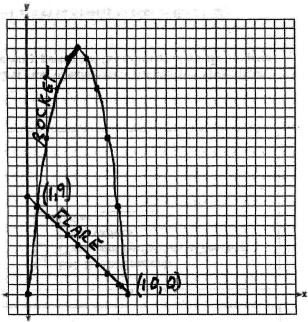 y
ROCKET
(1,9)
FLARE
(10,0)
x